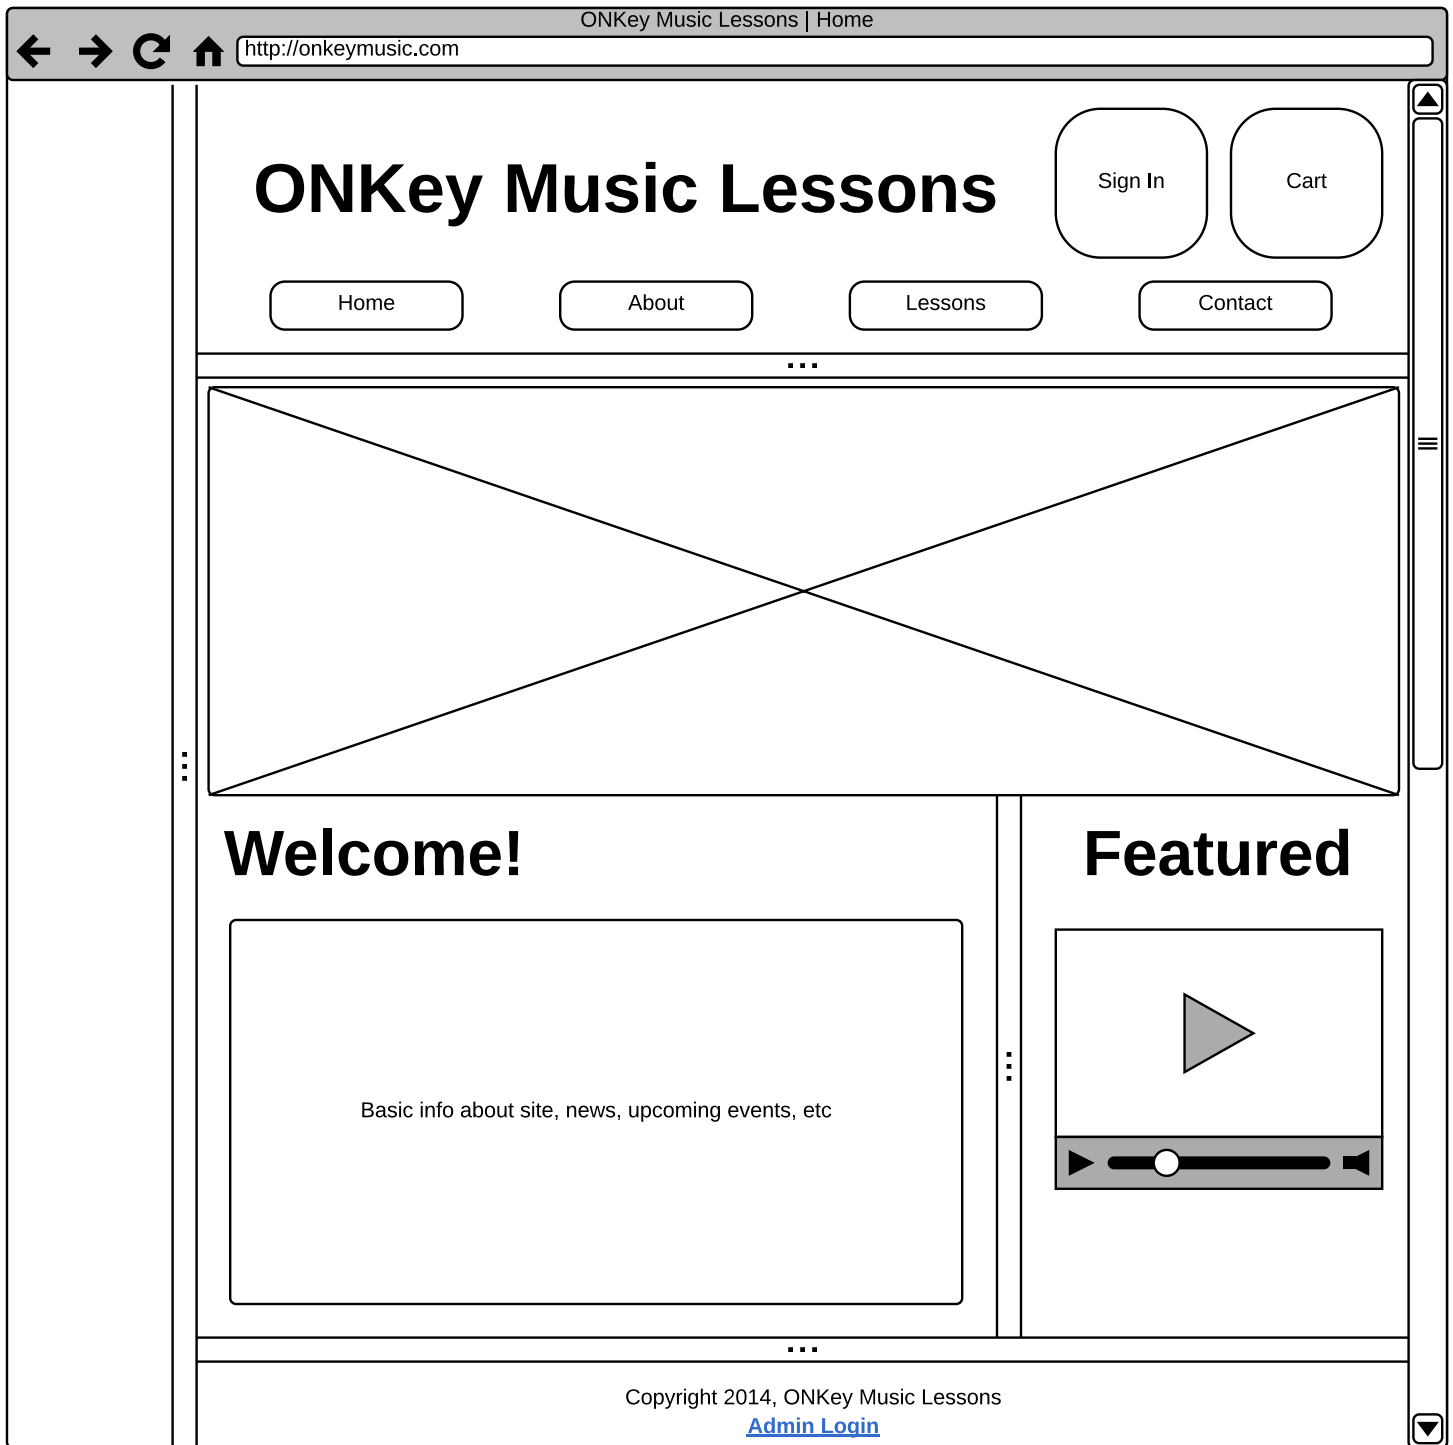 ONKey Music Lessons | Home
http://onkeymusic.com
ONKey Music Lessons
Sign In
Cart
Home
About
Lessons
Contact
Welcome!
Featured
Basic info about site, news, upcoming events, etc
Copyright 2014, ONKey Music Lessons
Admin Login